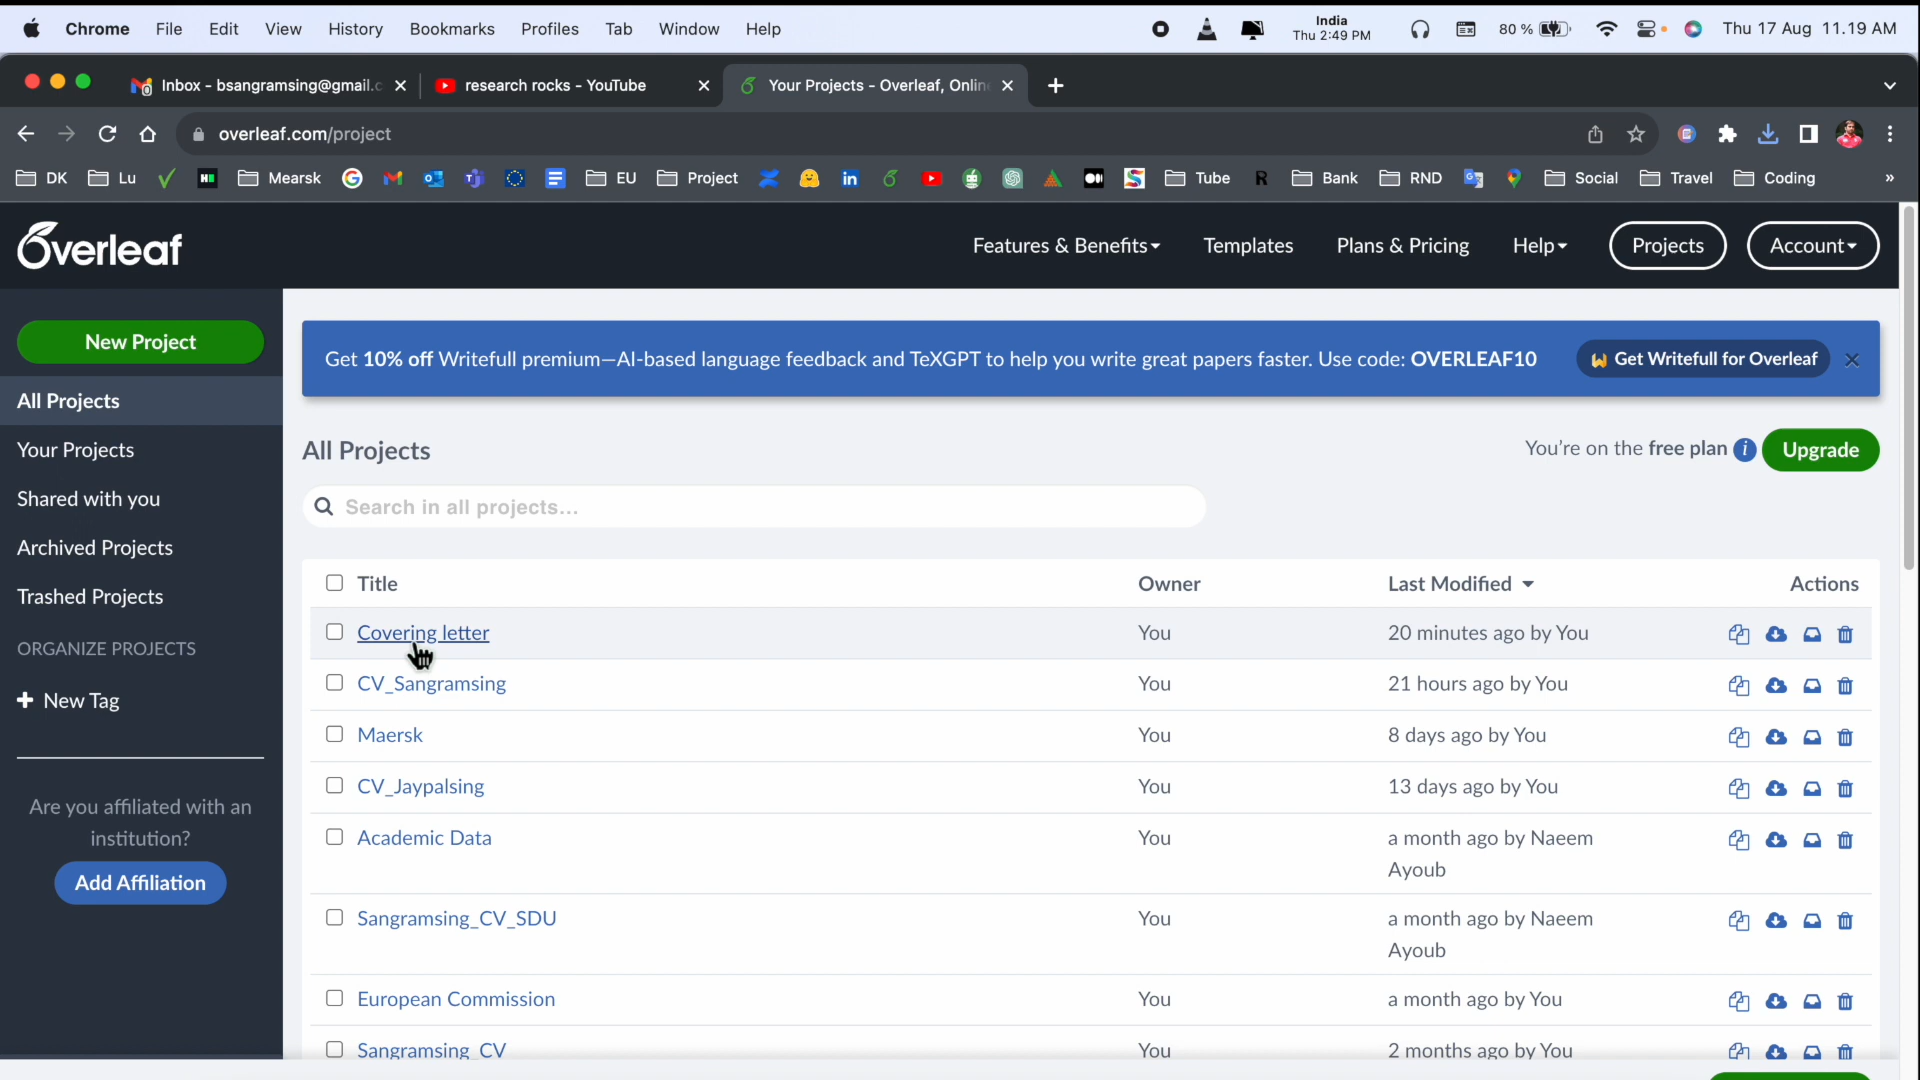 Chrome File Edit View History Bookmarks Profiles Tab Window Help India Thu 2:49 PM 80 % Thu 17 Aug 11.19 AM
Inbox - bsangramsing@gmail.c research rocks - YouTube Your Projects - Overleaf, Onlin
overleaf.com/project
DK Lu Mearsk EU Project Tube Bank RND Social Travel Coding »
Overleaf Features & Benefits Templates Plans & Pricing Help Projects Account
New Project
Get 10% off Writefull premium—AI-based language feedback and TeXGPT to help you write great papers faster. Use code: OVERLEAF10 Get Writefull for Overleaf
All Projects
Your Projects
Shared with you
Archived Projects
Trashed Projects
ORGANIZE PROJECTS
New Tag
Are you affiliated with an
institution?
Add Affiliation
All Projects You're on the free plan Upgrade
Search in all projects...
Title Owner Last Modified Actions
Covering letter You 20 minutes ago by You
CV_Sangramsing You 21 hours ago by You
Maersk You 8 days ago by You
CV_Jaypalsing You 13 days ago by You
Academic Data You a month ago by Naeem
Ayoub
Sangramsing_CV_SDU You a month ago by Naeem
Ayoub
European Commission You a month ago by You
Sangramsing_CV You 2 months ago by You